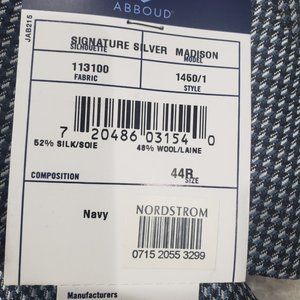 ABBOUD
JAB215
SIGNATURE SILVER MADISON
SILHOUETTE MODEL
113100 1460/1
FABRIC STYLE
7 20486 03154 0
52% SILK/SOIE 48% WOOL/LAINE
COMPOSITION 44R
SIZE
Navy
NORDSTROM
0715 2055 3299
Manufacturers